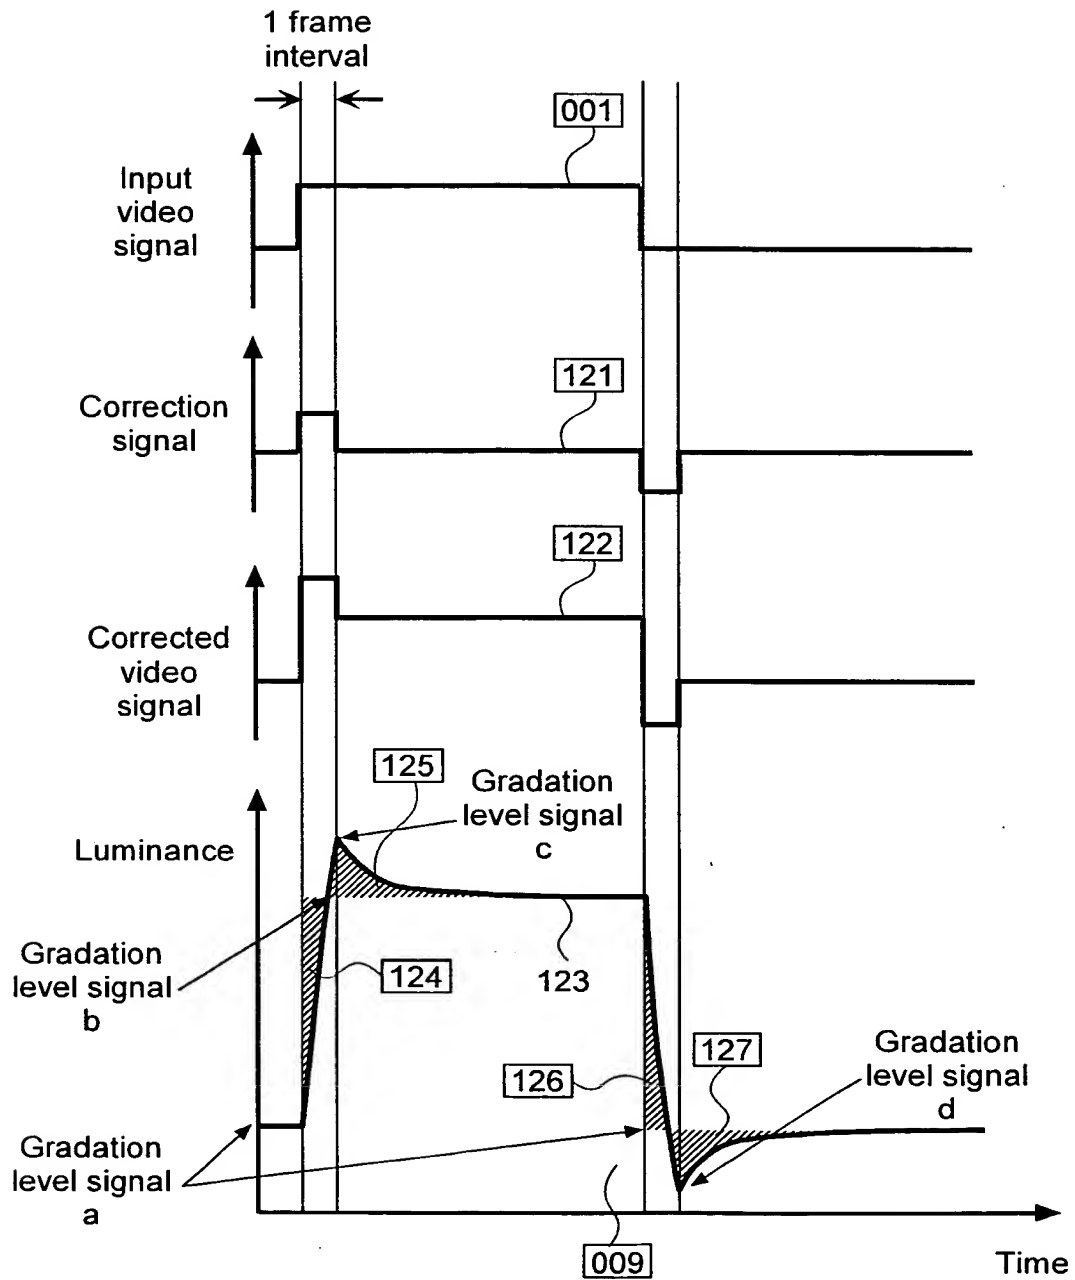 1 frame
interval
001
Input
video
signal
121
Correction
signal
122
Corrected
video
signal
125
Gradation
level signal
c
Luminance
Gradation
level signal
b
124
123
Gradation
level signal
d
127
126
Gradation
level signal
a
009
Time